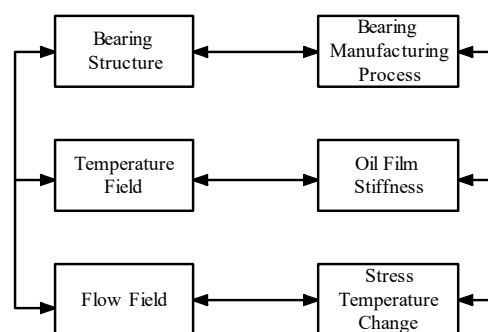 Bearing
Structure
Bearing
Manufacturing
Process
Temperature
Field
Oil Film
Stiffness
Flow Field
Stress
Temperature
Change